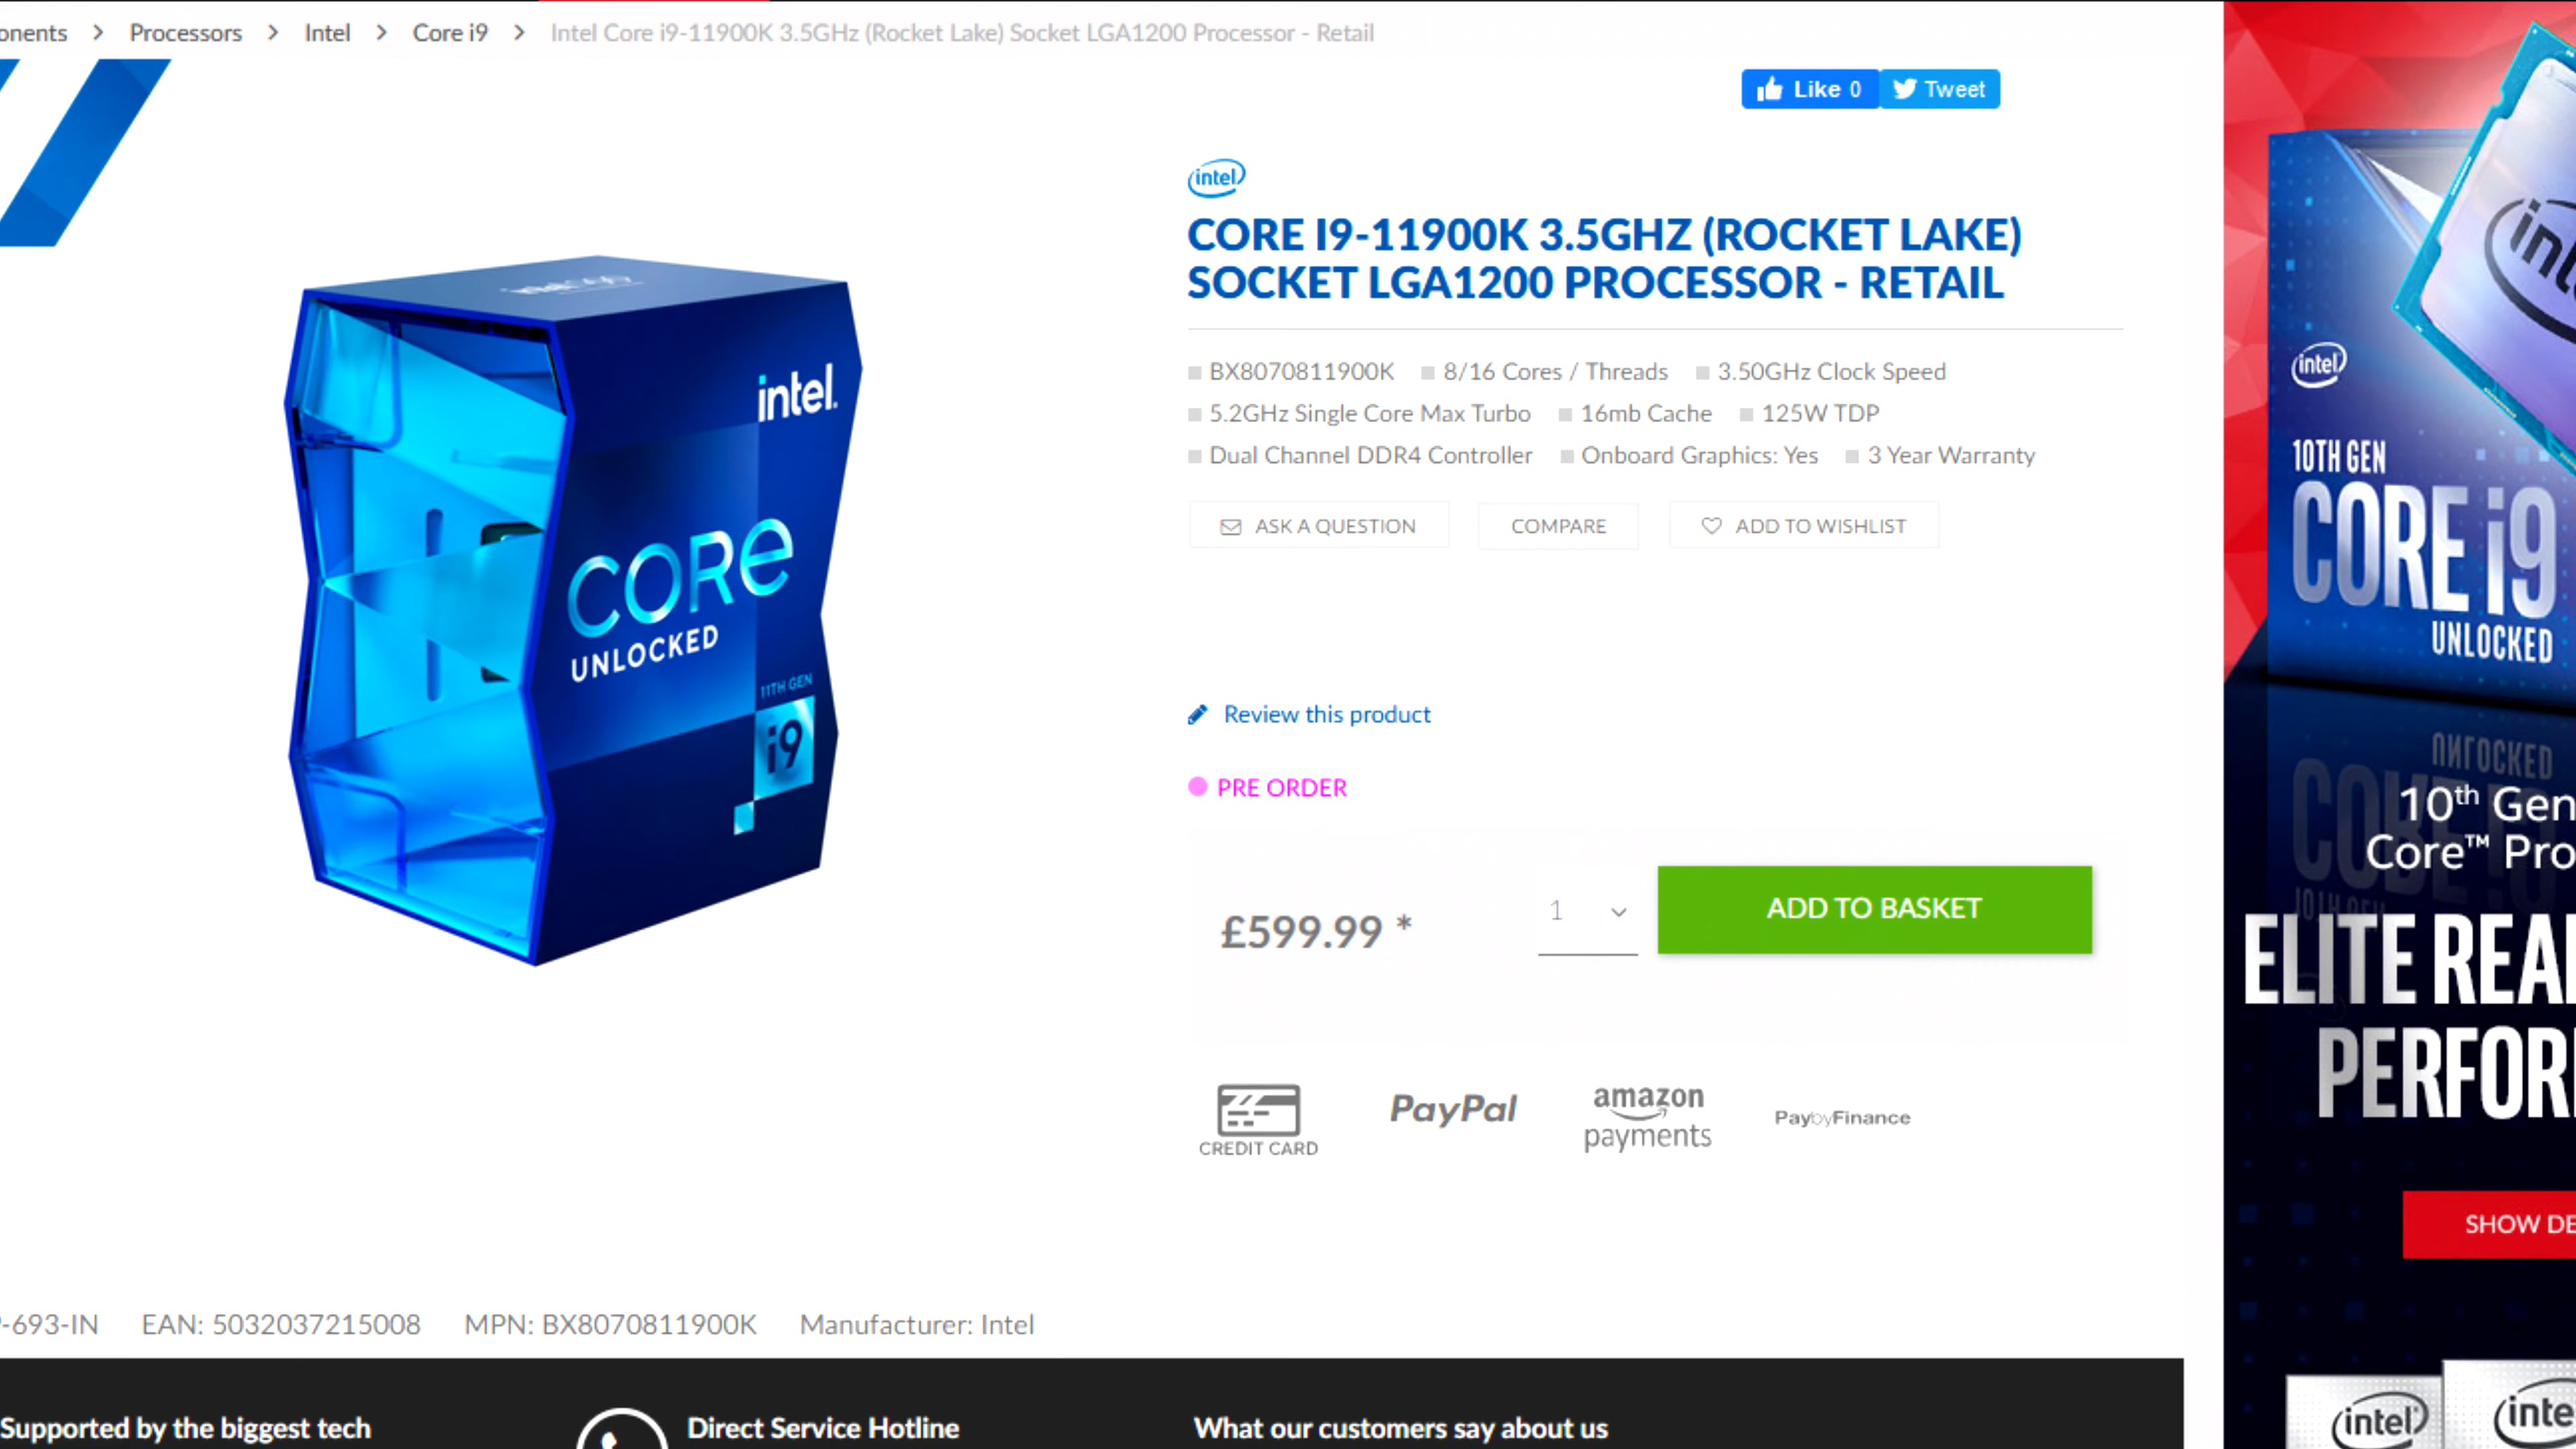 onents > Processors > Intel > Core i9 > Intel Core i9-11900K 3.5GHz (Rocket Lake) Socket LGA1200 Processor - Retail
Like 0 Tweet
intel
CORE I9-11900K 3.5GHZ (ROCKET LAKE)
SOCKET LGA1200 PROCESSOR - RETAIL
BX8070811900K 8/16 Cores / Threads 3.50GHz Clock Speed
5.2GHz Single Core Max Turbo 16mb Cache 125W TDP
Dual Channel DDR4 Controller Onboard Graphics: Yes 3 Year Warranty
ASK A QUESTION COMPARE ADD TO WISHLIST
intel.
CORE
UNLOCKED
11TH GEN
i9
Review this product
PRE ORDER
£599.99 * 1 ADD TO BASKET
CREDIT CARD PayPal amazon payments PaybyFinance
-693-IN EAN: 5032037215008 MPN: BX8070811900K Manufacturer: Intel
Supported by the biggest tech Direct Service Hotline What our customers say about us
intel
10TH GEN
CORE i9
UNLOCKED
10th Gen
Core™ Pro
ELITE REA
PERFOR
SHOW DE
intel inte